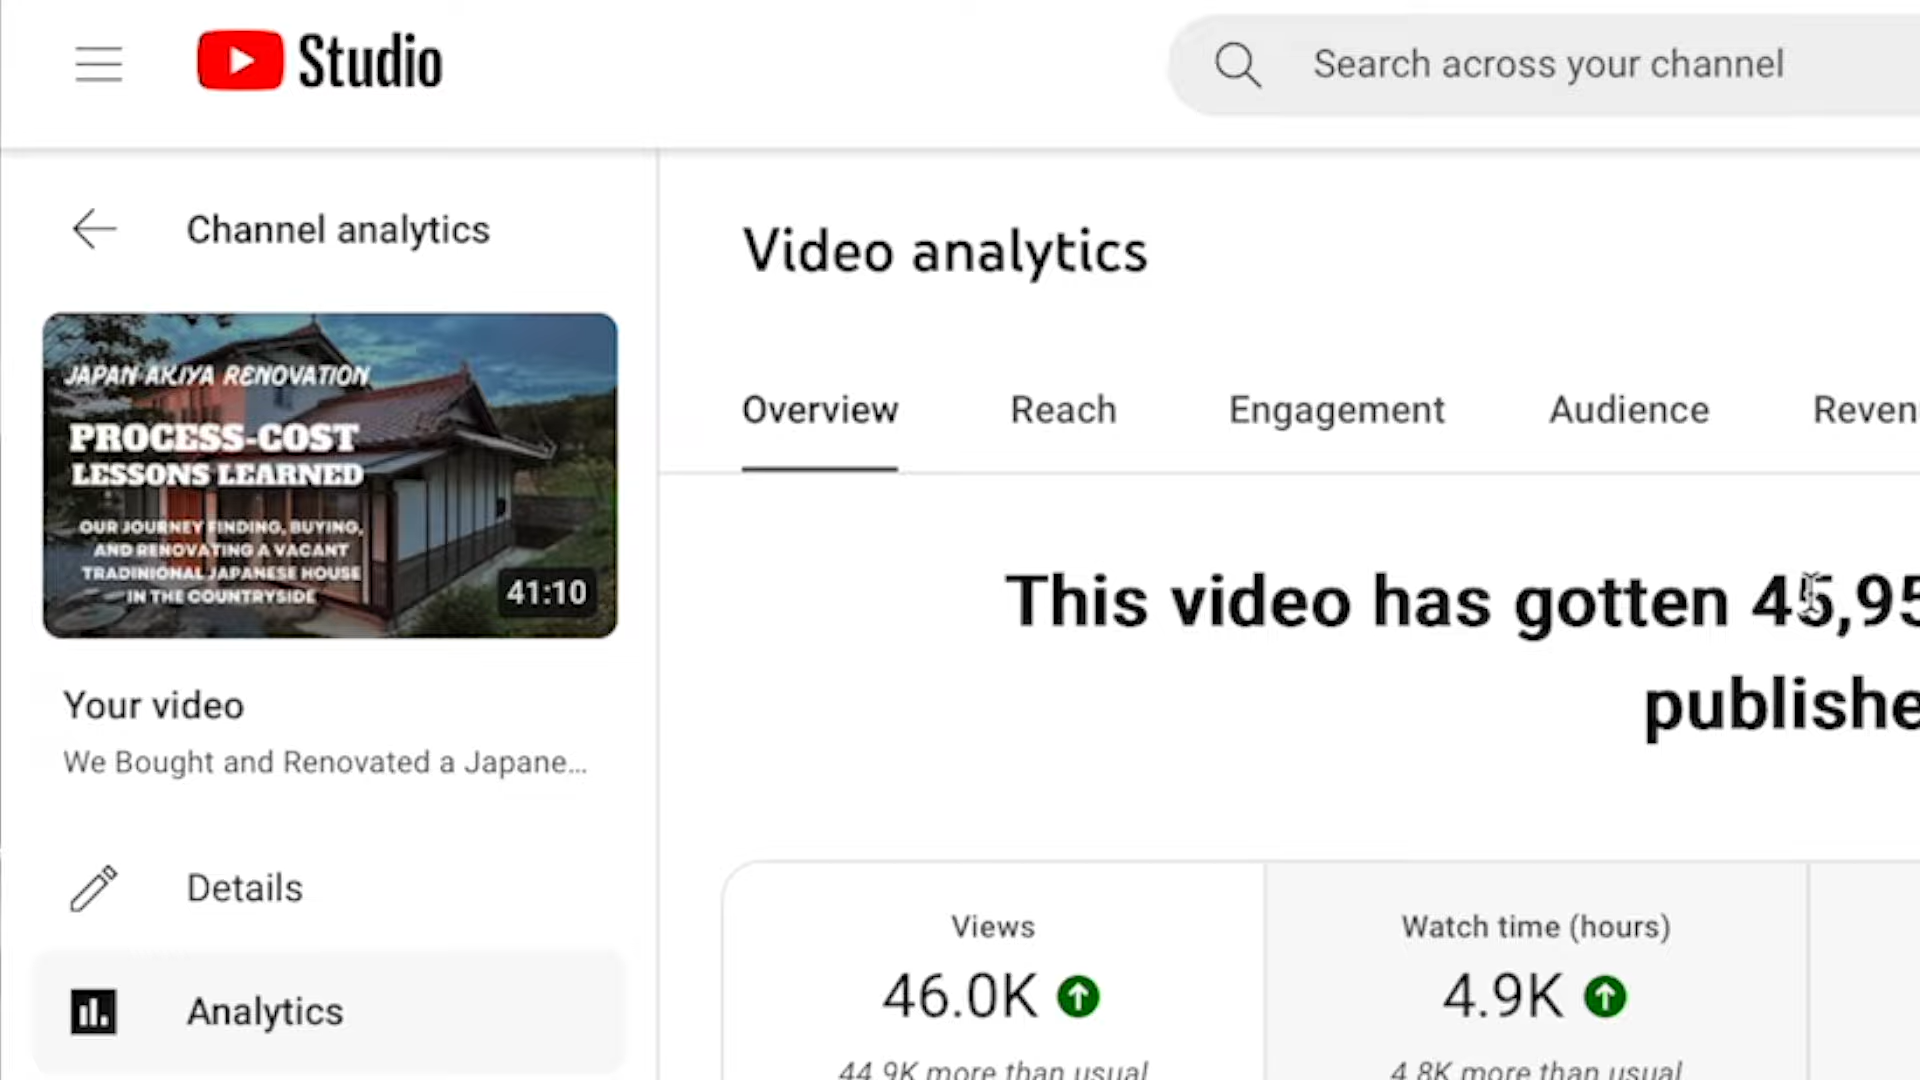 Studio
Search across your channel
Channel analytics
JAPAN AKIYA RENOVATION
PROCESS-COST
LESSONS LEARNED
OUR JOURNEY FINDING, BUYING,
AND RENOVATING A VACANT
TRADINIONAL JAPANESE HOUSE
IN THE COUNTRYSIDE
41:10
Your video
We Bought and Renovated a Japane...
Details
Analytics
Video analytics
Overview Reach Engagement Audience Reven
This video has gotten 45,95
publishe
Views
46.0K
44.9K more than usual
Watch time (hours)
4.9K
4.8K more than usual